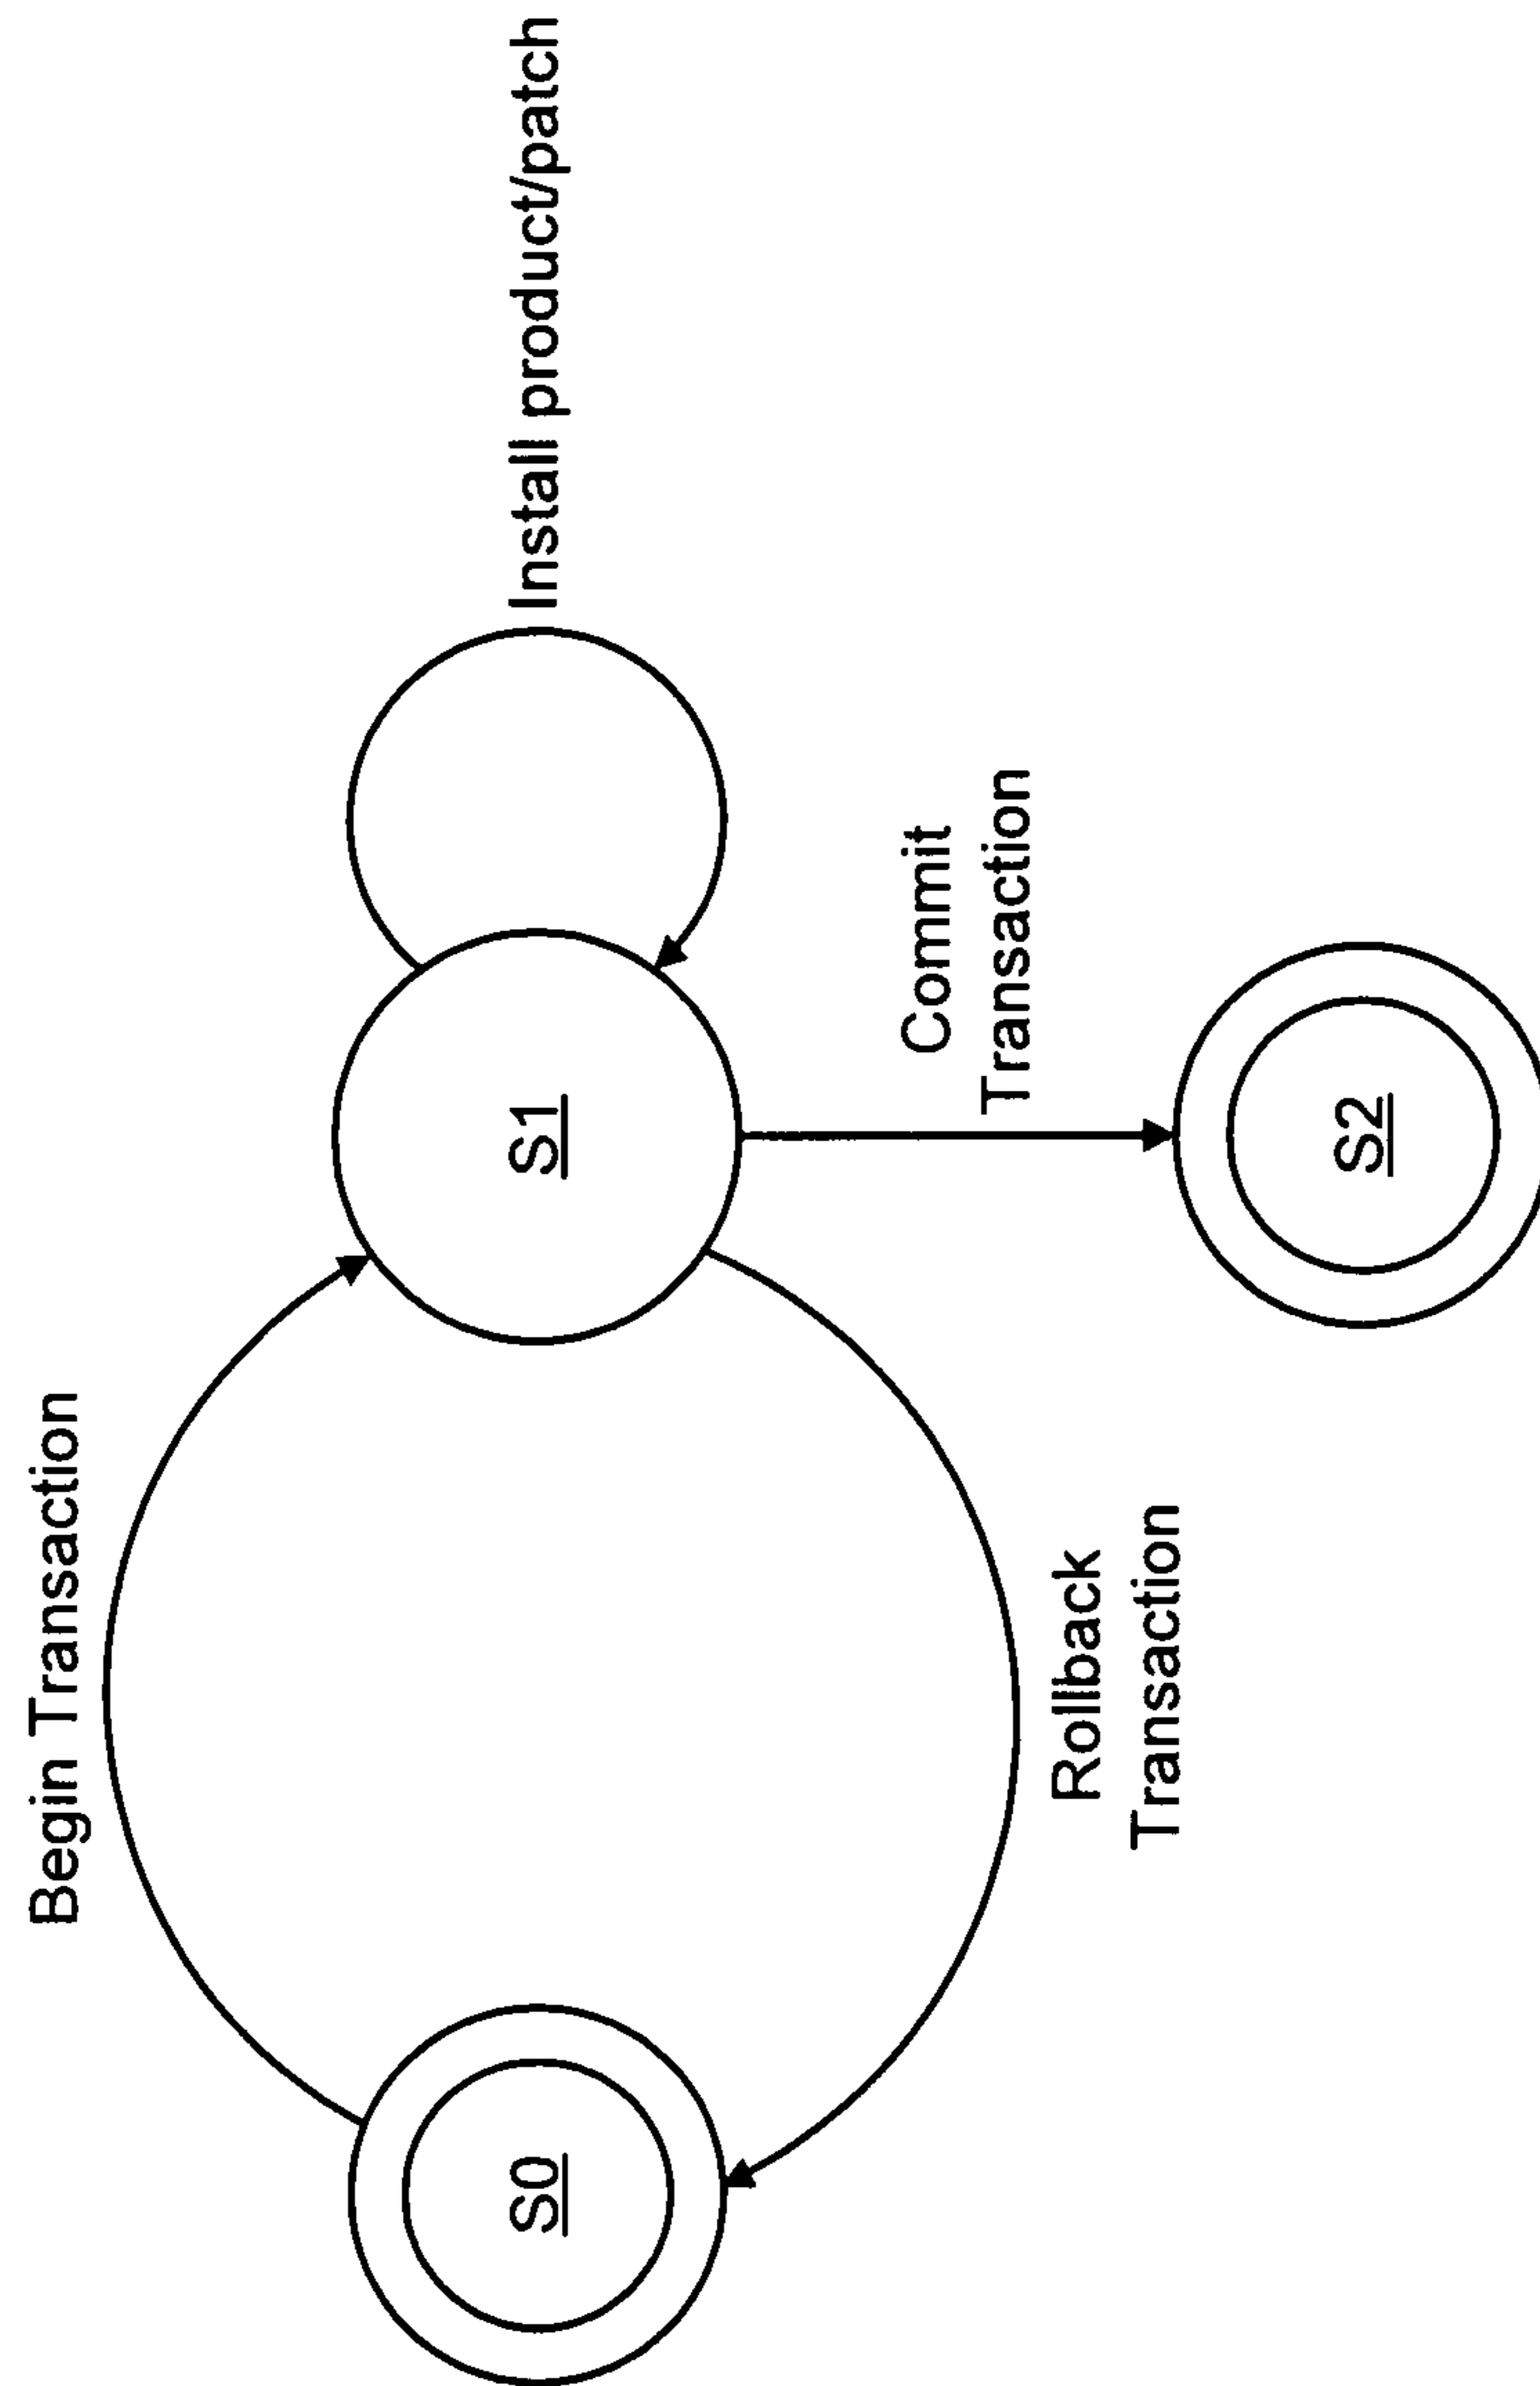 Begin Transaction
S0
S1
Install product/patch
Rollback
Transaction
Commit
Transaction
S2